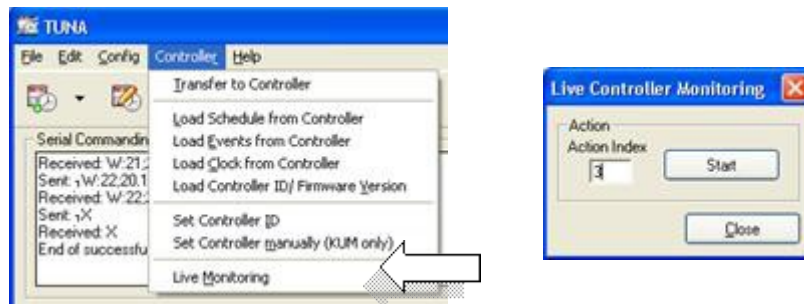 TUNA
File Edit Config Controller Help
Transfer to Controller
Load Schedule from Controller
Load Events from Controller
Load Clock from Controller
Load Controller ID/ Firmware Version
Set Controller ID
Set Controller manually (KUM only)
Live Monitoring
Serial Commandin
Received: W:21;
Sent: ┐W:22;20.1
Received: W:22;
Sent: ┐X
Received: X
End of successfu
Live Controller Monitoring
Action
Action Index
3
Start
Close